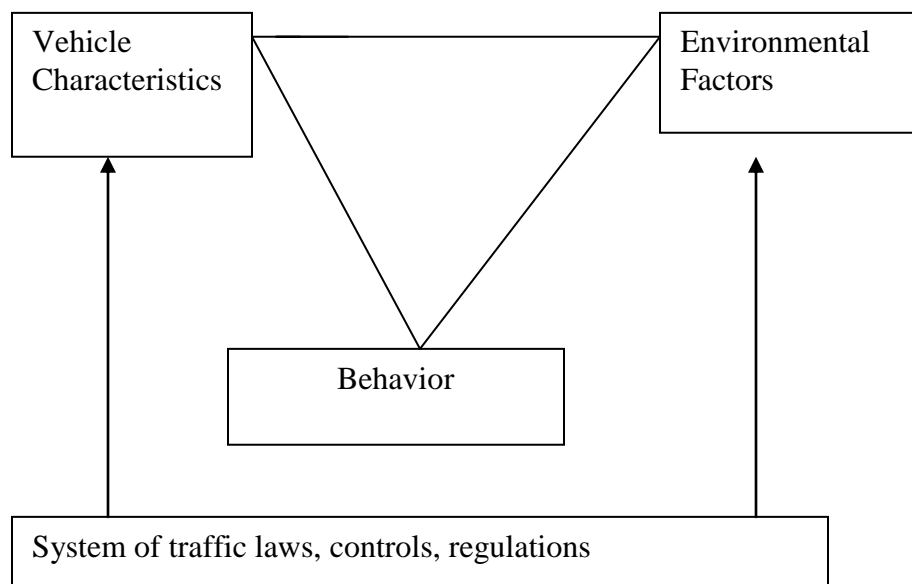 Vehicle
Characteristics
Environmental
Factors
Behavior
System of traffic laws, controls, regulations